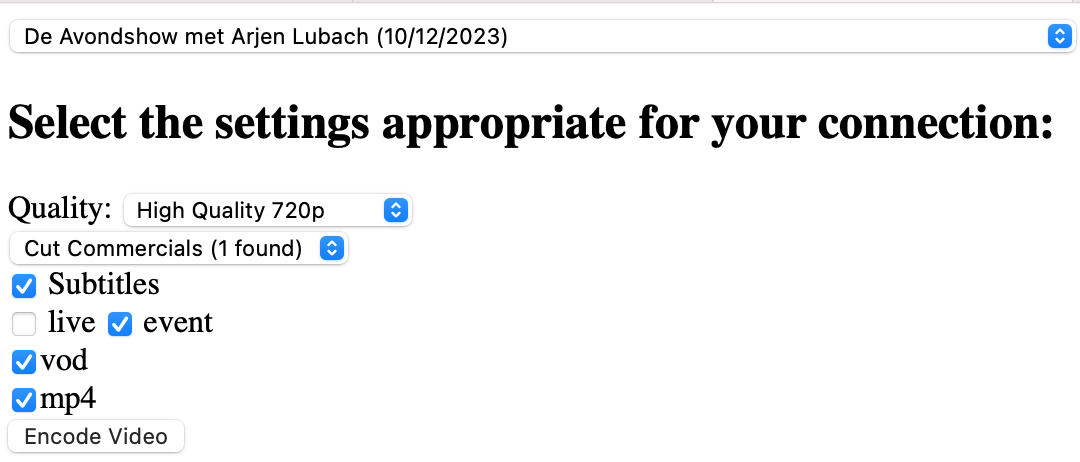 De Avondshow met Arjen Lubach (10/12/2023)
Select the settings appropriate for your connection:
Quality: High Quality 720p
Cut Commercials (1 found)
Subtitles
live event
vod
mp4
Encode Video